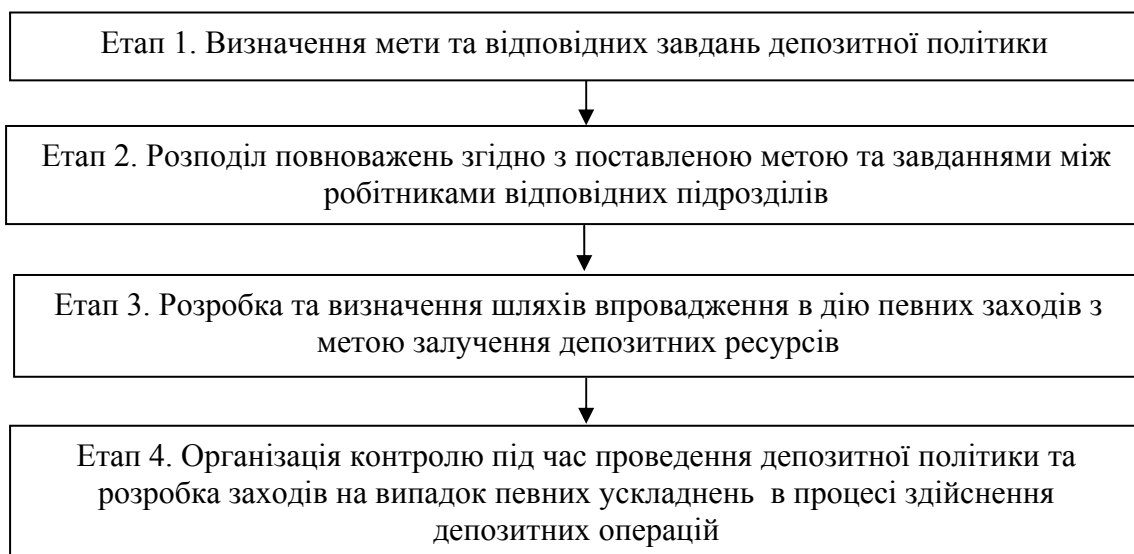 Етап 1. Визначення мети та відповідних завдань депозитної політики
Етап 2. Розподіл повноважень згідно з поставленою метою та завданнями між
робітниками відповідних підрозділів
Етап 3. Розробка та визначення шляхів впровадження в дію певних заходів з
метою залучення депозитних ресурсів
Етап 4. Організація контролю під час проведення депозитної політики та
розробка заходів на випадок певних ускладнень в процесі здійснення
депозитних операцій